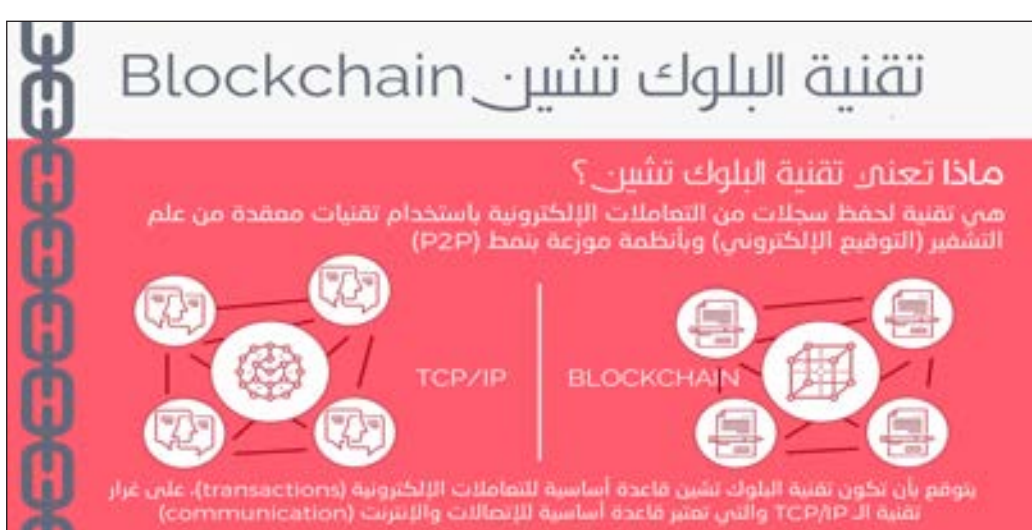 تقنية البلوك تشين Blockchain
ماذا تعني تقنية البلوك تشين؟
هي تقنية لحفظ سجلات من التعاملات الإلكترونية باستخدام تقنيات معقدة من علم
التشفير (التوقيع الإلكتروني) وبأنظمة موزعة بنمط (P2P)
TCP/IP
BLOCKCHAIN
يتوقع بأن تكون تقنية البلوك تشين قاعدة أساسية للتعاملات الإلكترونية (transactions)، على غرار
تقنية الـ TCP/IP والتي تعتبر قاعدة أساسية للإتصالات والإنترنت (communication)